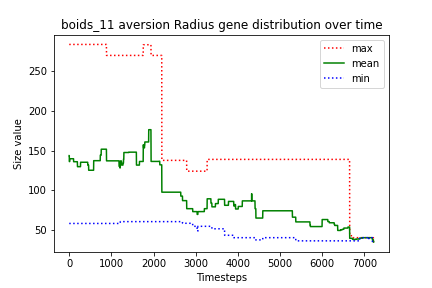 boids_11 aversion Radius gene distribution over time
max
mean
min
Size value
250
200
150
100
50
0
1000
2000
3000
4000
5000
6000
7000
Timesteps